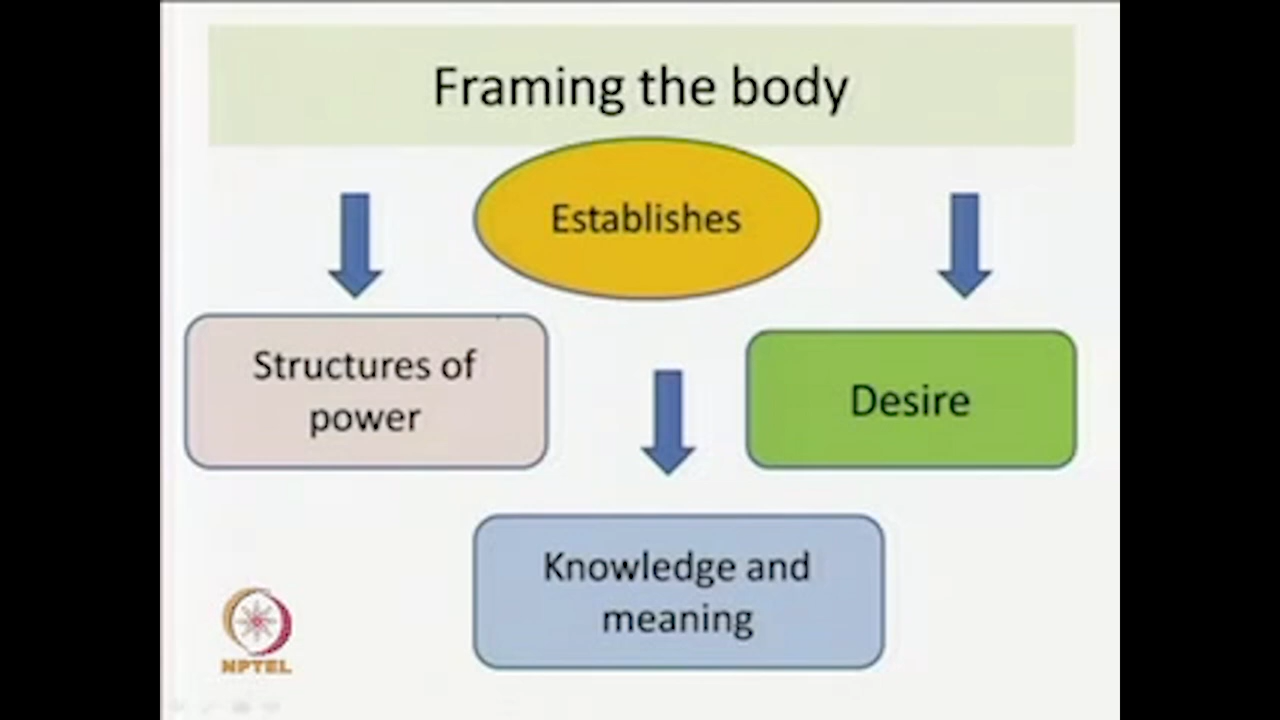 Framing the body
Establishes
Structures of
power
Desire
Knowledge and
meaning
NPTEL